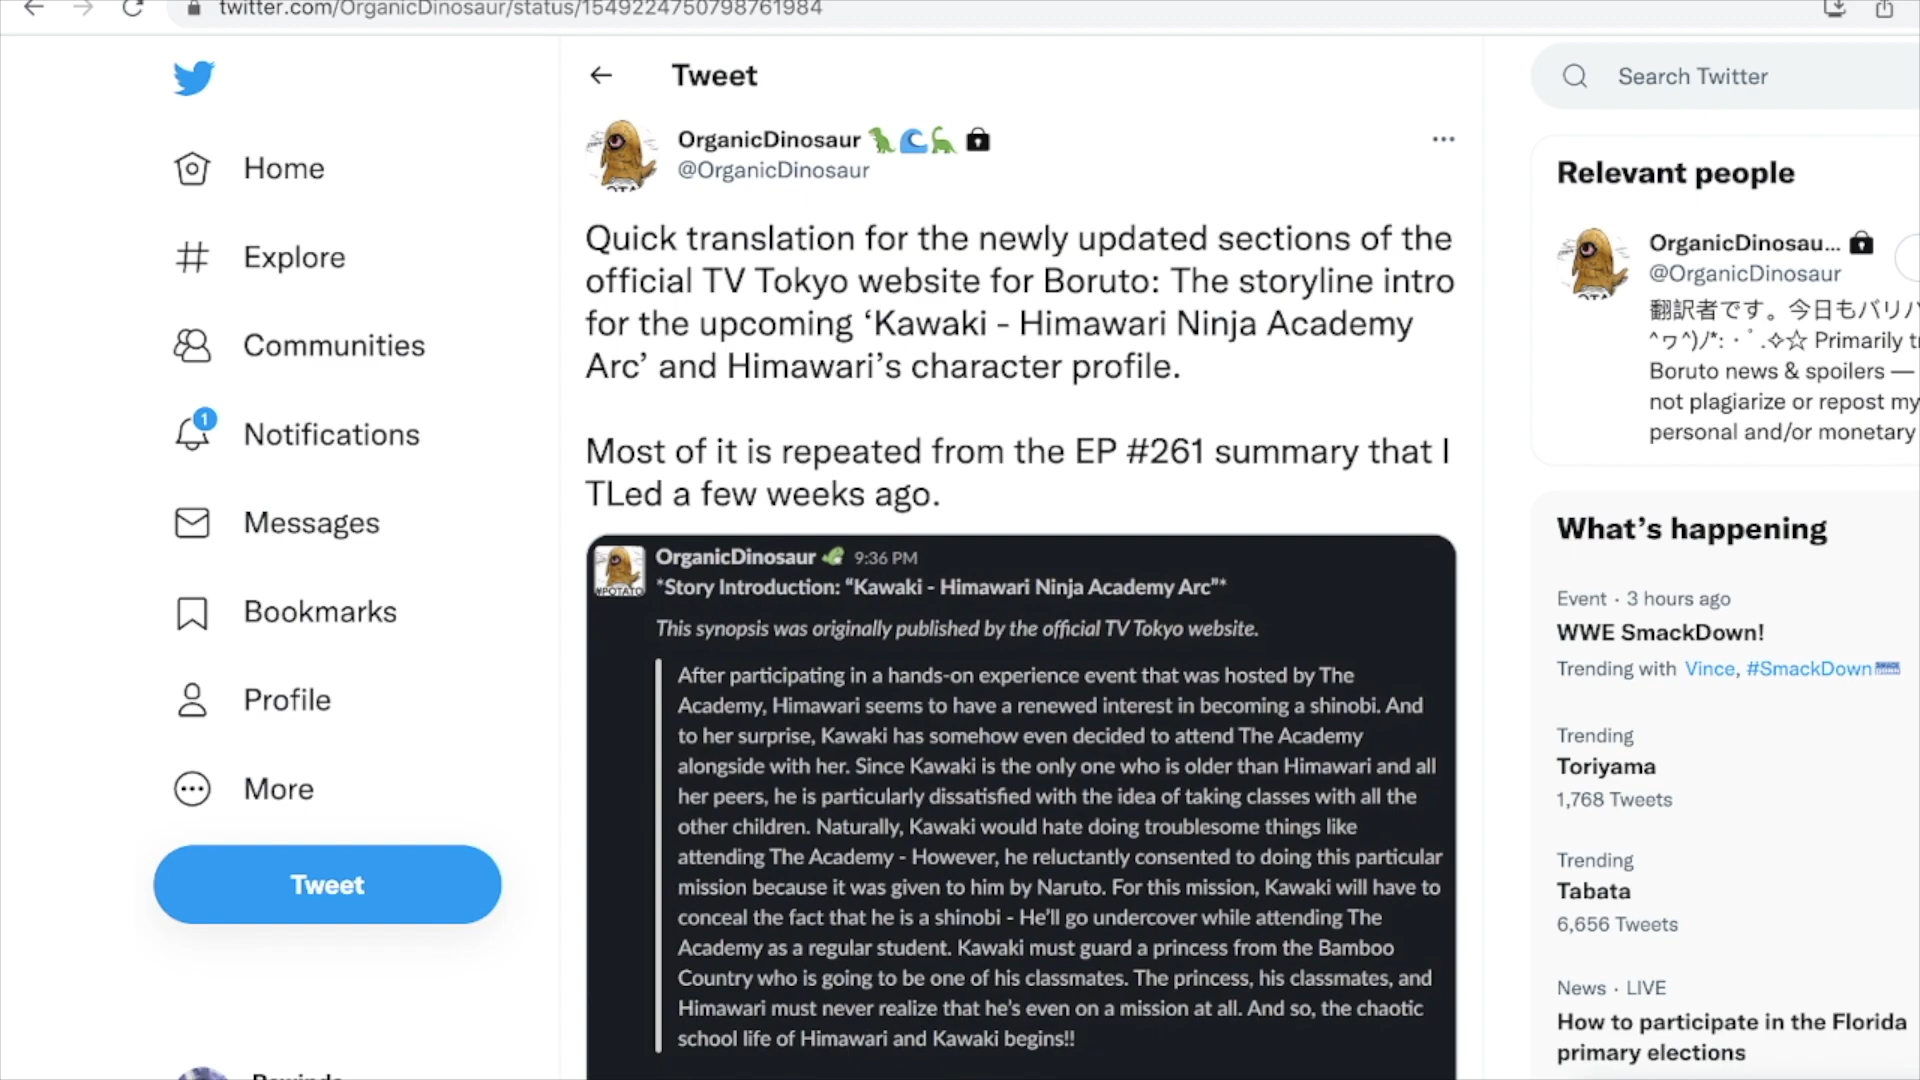 twitter.com/OrganicDinosaur/status/1549224750798761984
Home
Explore
Communities
1
Notifications
Messages
Bookmarks
Profile
More
Tweet
Tweet
OrganicDinosaur
@OrganicDinosaur
Quick translation for the newly updated sections of the
official TV Tokyo website for Boruto: The storyline intro
for the upcoming ‘Kawaki - Himawari Ninja Academy
Arc’ and Himawari’s character profile.
Most of it is repeated from the EP #261 summary that I
TLed a few weeks ago.
OrganicDinosaur 9:36 PM
*Story Introduction: “Kawaki - Himawari Ninja Academy Arc”*
#POTATO
This synopsis was originally published by the official TV Tokyo website.
After participating in a hands-on experience event that was hosted by The
Academy, Himawari seems to have a renewed interest in becoming a shinobi. And
to her surprise, Kawaki has somehow even decided to attend The Academy
alongside with her. Since Kawaki is the only one who is older than Himawari and all
her peers, he is particularly dissatisfied with the idea of taking classes with all the
other children. Naturally, Kawaki would hate doing troublesome things like
attending The Academy - However, he reluctantly consented to doing this particular
mission because it was given to him by Naruto. For this mission, Kawaki will have to
conceal the fact that he is a shinobi - He’ll go undercover while attending The
Academy as a regular student. Kawaki must guard a princess from the Bamboo
Country who is going to be one of his classmates. The princess, his classmates, and
Himawari must never realize that he’s even on a mission at all. And so, the chaotic
school life of Himawari and Kawaki begins!!
Search Twitter
Relevant people
OrganicDinosau...
@OrganicDinosaur
翻訳者です。今日もバリバ
^ヮ^)ﾉ*:・ﾟ.✧☆ Primarily t
Boruto news & spoilers —
not plagiarize or repost my
personal and/or monetary
What’s happening
Event · 3 hours ago
WWE SmackDown!
Trending with Vince, #SmackDown
Trending
Toriyama
1,768 Tweets
Trending
Tabata
6,656 Tweets
News · LIVE
How to participate in the Florida
primary elections